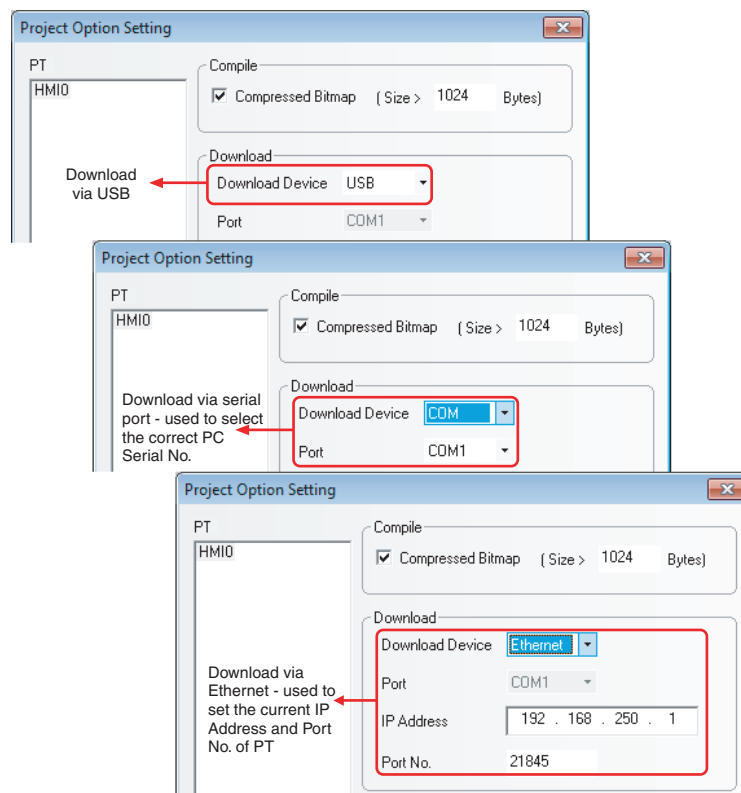 Project Option Setting
PT
HMI0
Compile
Compressed Bitmap ( Size > 1024 Bytes)
Download
Download Device USB
Port COM1
Download
via USB
Project Option Setting
PT
HMI0
Compile
Compressed Bitmap ( Size > 1024 Bytes)
Download
Download Device COM
Port COM1
Download via serial
port - used to select
the correct PC
Serial No.
Project Option Setting
PT
HMI0
Compile
Compressed Bitmap ( Size > 1024 Bytes)
Download
Download Device Ethernet
Port COM1
IP Address 192 . 168 . 250 . 1
Port No. 21845
Download via
Ethernet - used to
set the current IP
Address and Port
No. of PT